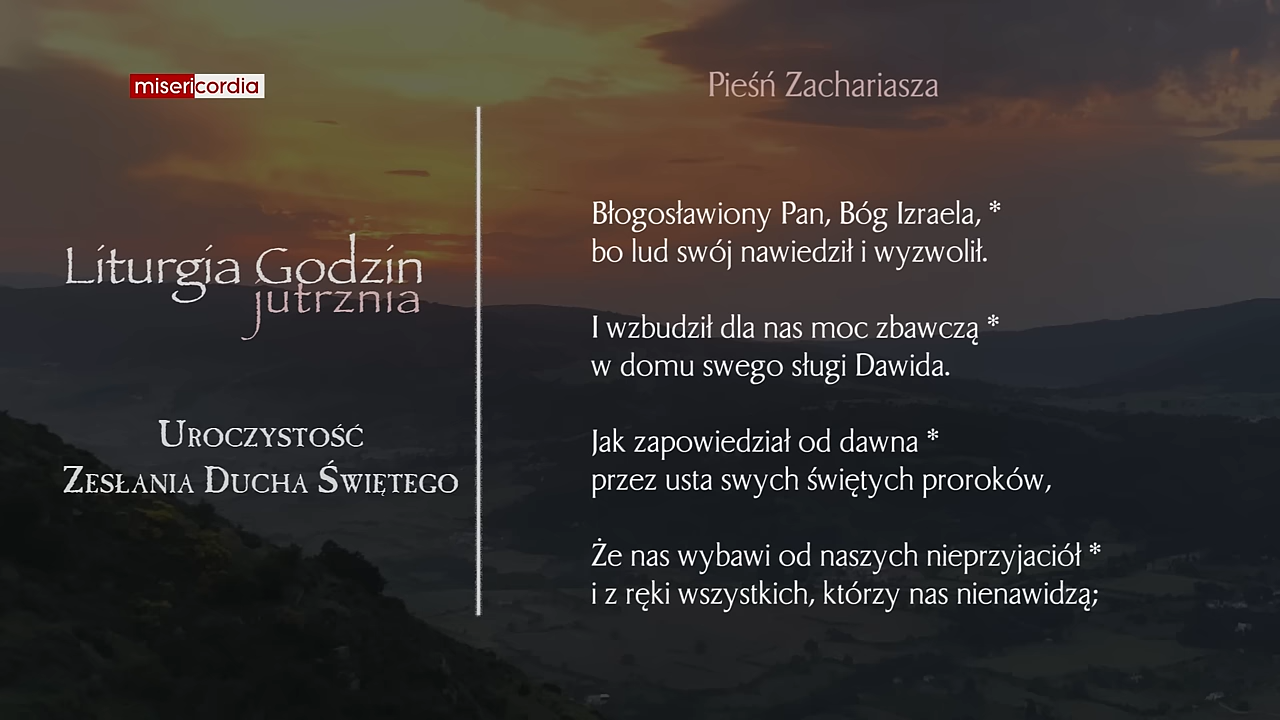 misericordia
Liturgia Godzin
jutrznia
Uroczystość
Zesłania Ducha Świętego
Pieśń Zachariasza
Błogosławiony Pan, Bóg Izraela, *
bo lud swój nawiedził i wyzwolił.
I wzbudził dla nas moc zbawczą *
w domu swego sługi Dawida.
Jak zapowiedział od dawna *
przez usta swych świętych proroków,
Że nas wybawi od naszych nieprzyjaciół *
i z ręki wszystkich, którzy nas nienawidzą;